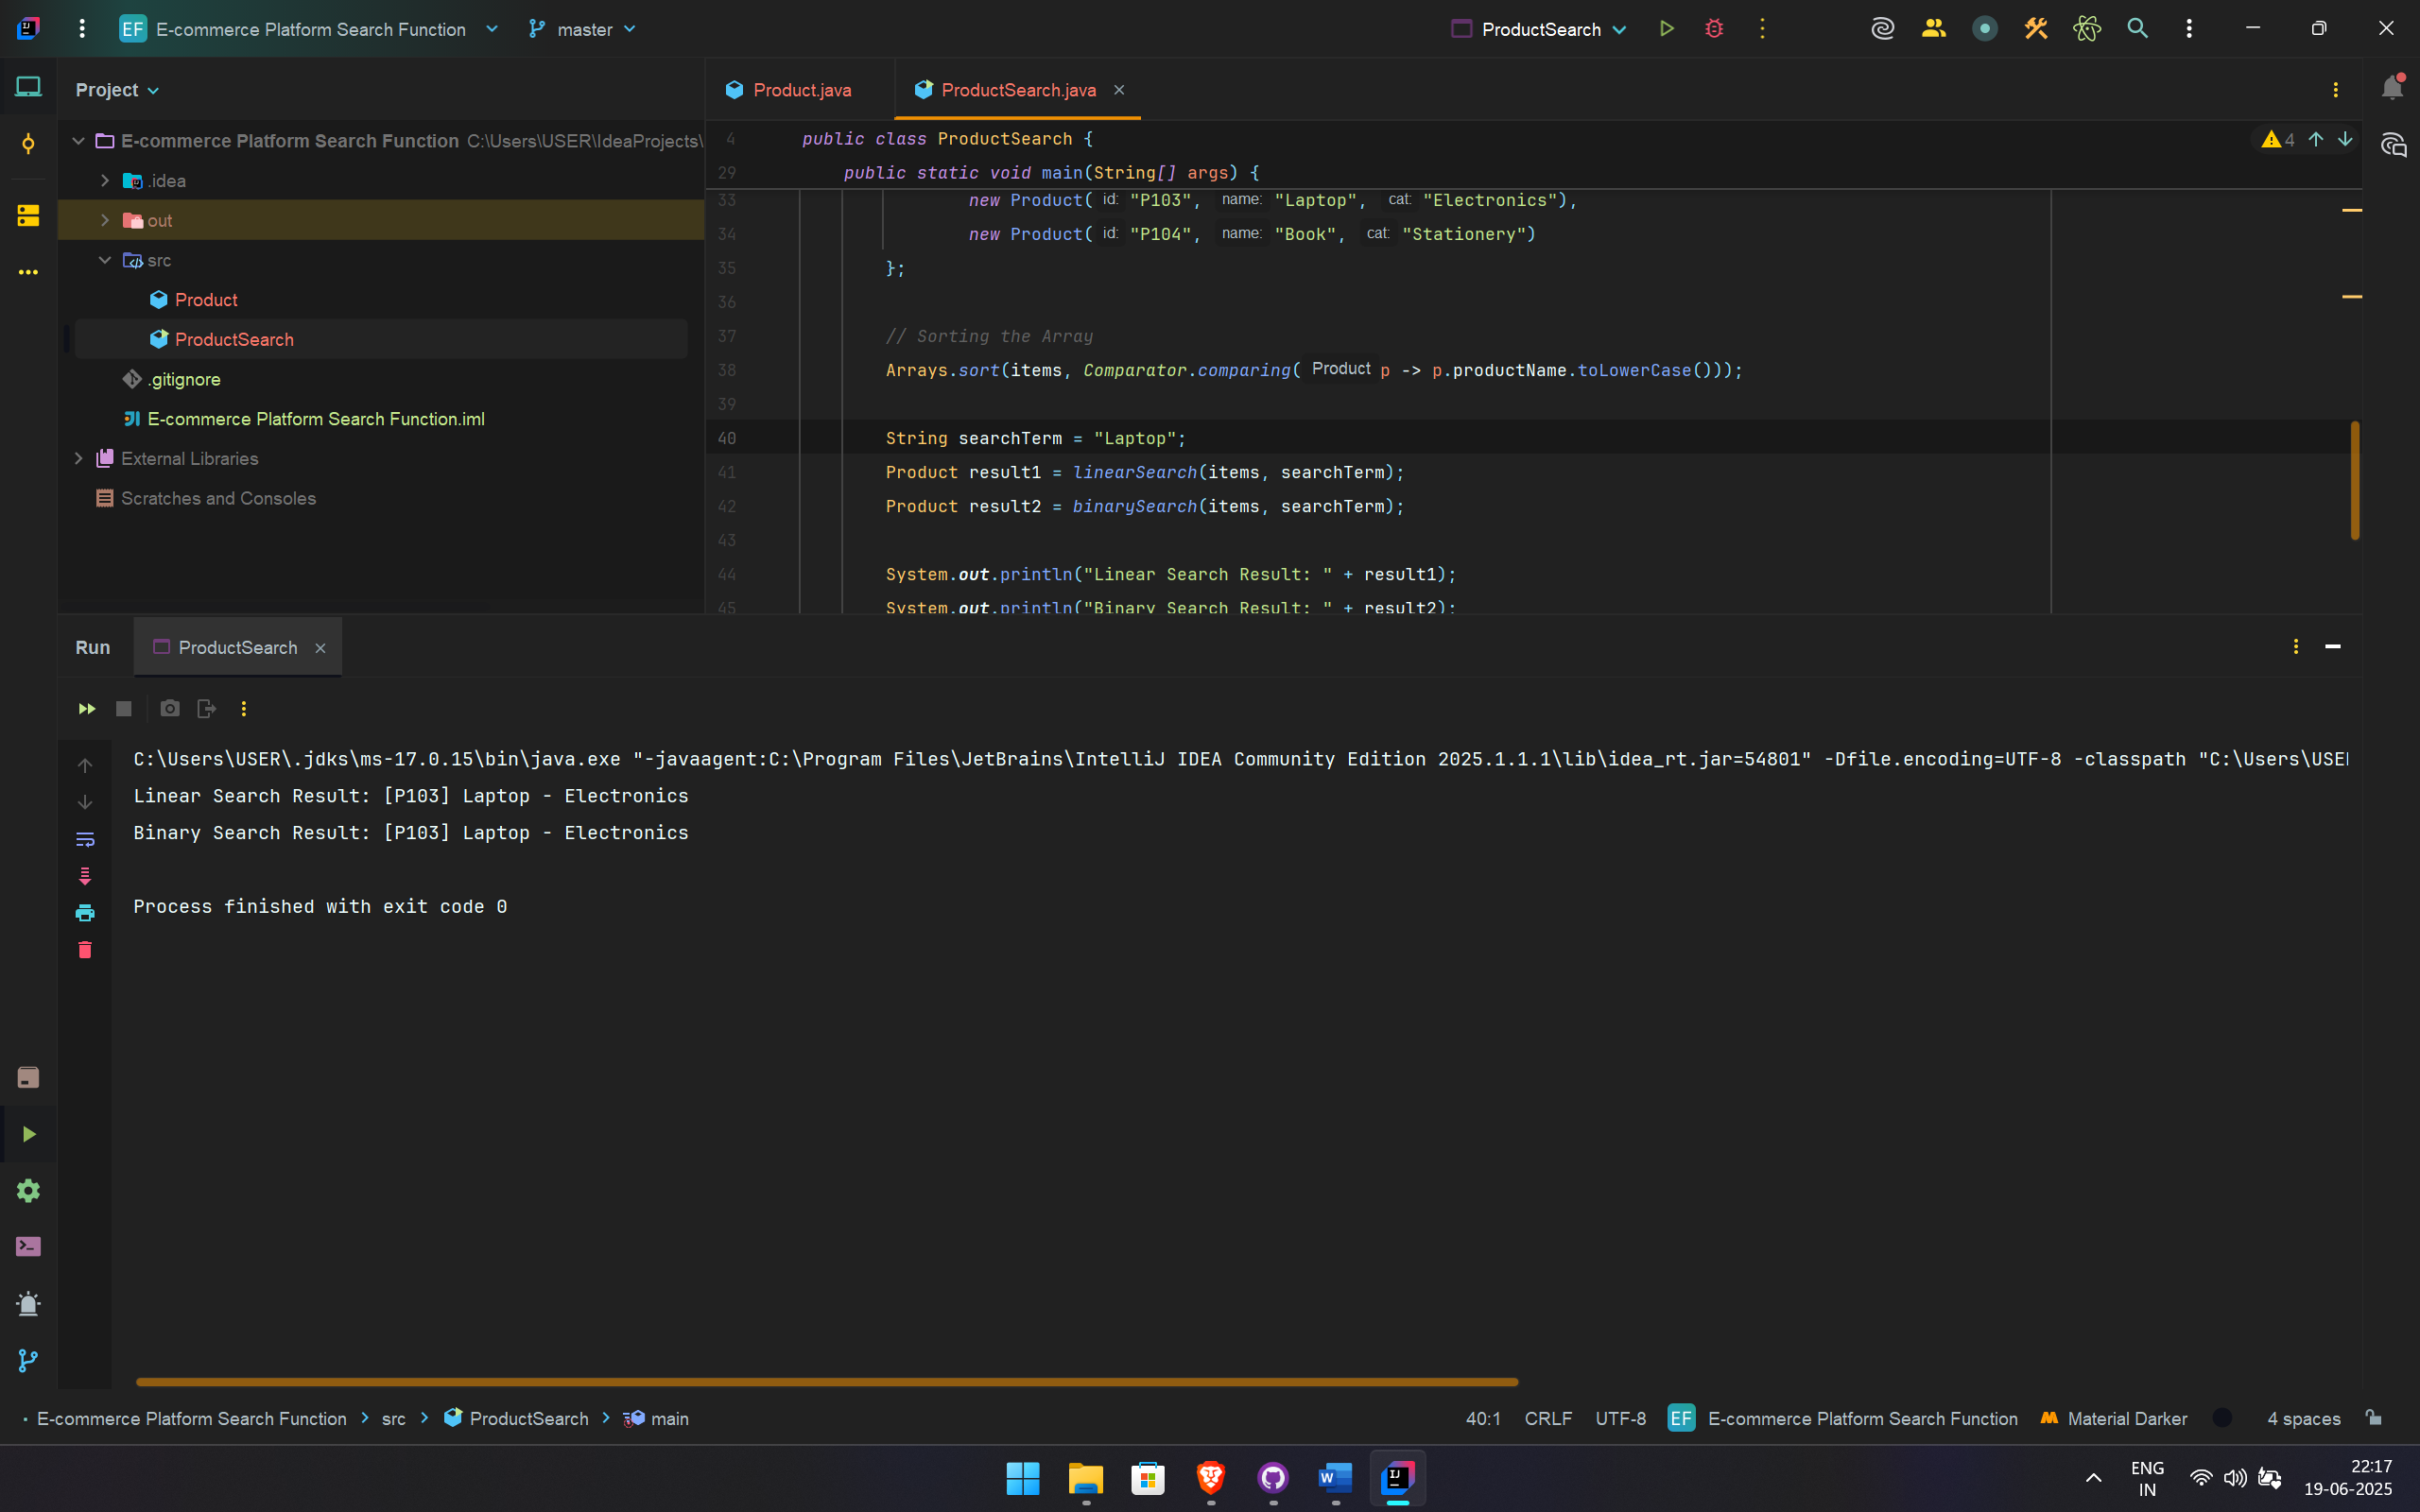 EF E-commerce Platform Search Function master ProductSearch
Project
Product.java ProductSearch.java
E-commerce Platform Search Function C:\Users\USER\IdeaProjects\
.idea
out
src
Product
ProductSearch
.gitignore
E-commerce Platform Search Function.iml
External Libraries
Scratches and Consoles
4 public class ProductSearch { 4
29 public static void main(String[] args) {
33 new Product( id: "P103", name: "Laptop", cat: "Electronics"),
34 new Product( id: "P104", name: "Book", cat: "Stationery")
35 };
36
37 // Sorting the Array
38 Arrays.sort(items, Comparator.comparing( Product p -> p.productName.toLowerCase()));
39
40 String searchTerm = "Laptop";
41 Product result1 = linearSearch(items, searchTerm);
42 Product result2 = binarySearch(items, searchTerm);
43
44 System.out.println("Linear Search Result: " + result1);
45 System.out.println("Binary Search Result: " + result2);
Run ProductSearch
C:\Users\USER\.jdks\ms-17.0.15\bin\java.exe "-javaagent:C:\Program Files\JetBrains\IntelliJ IDEA Community Edition 2025.1.1.1\lib\idea_rt.jar=54801" -Dfile.encoding=UTF-8 -classpath "C:\Users\USE
Linear Search Result: [P103] Laptop - Electronics
Binary Search Result: [P103] Laptop - Electronics
Process finished with exit code 0
E-commerce Platform Search Function src ProductSearch main
40:1 CRLF UTF-8 EF E-commerce Platform Search Function Material Darker 4 spaces
ENG
IN
22:17
19-06-2025